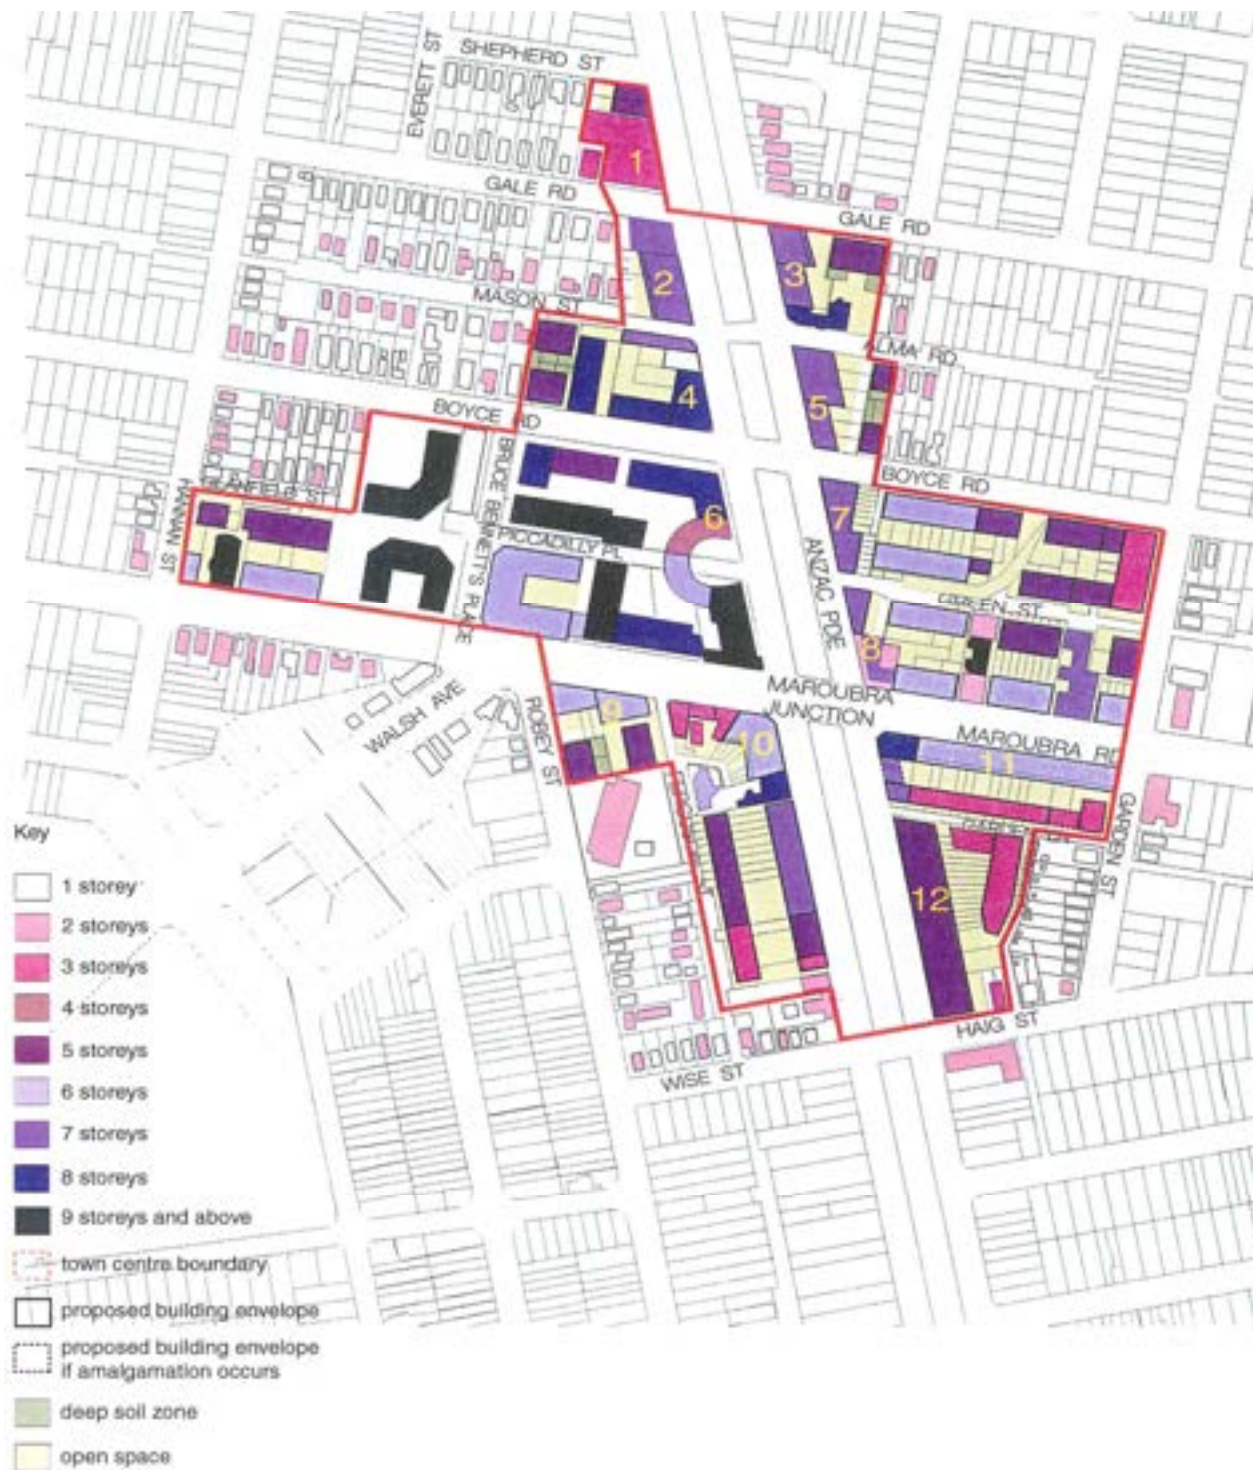 SHEPHERD ST
EVERETT ST
1
GALE RD
GALE RD
2
3
MASON ST
ALMA RD
4
5
BOYCE RD
BOYCE RD
BRUCE BENNETTS PLACE
HANNAN ST
6
7
PICCADILLY PL
ANZAC PDE
8
MAROUBRA
JUNCTION
WALSH AVE
ROBEY ST
9
10
MAROUBRA RD
11
GARDEN ST
12
HAIG ST
WISE ST
Key
1 storey
2 storeys
3 storeys
4 storeys
5 storeys
6 storeys
7 storeys
8 storeys
9 storeys and above
town centre boundary
proposed building envelope
proposed building envelope
if amalgamation occurs
deep soil zone
open space